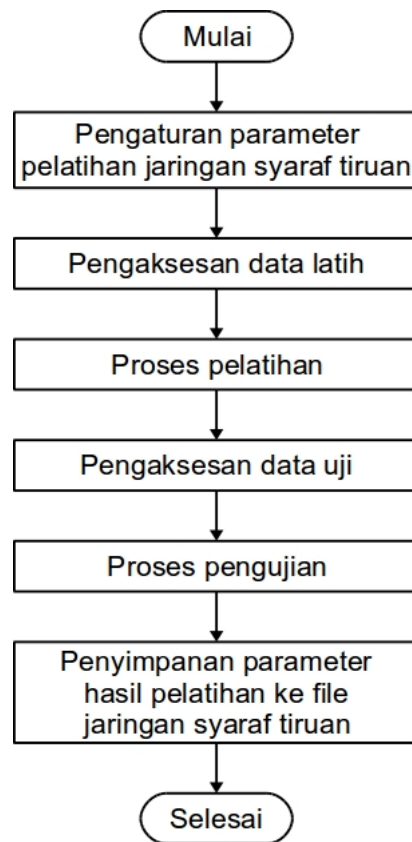 Mulai
Pengaturan parameter
pelatihan jaringan syaraf tiruan
Pengaksesan data latih
Proses pelatihan
Pengaksesan data uji
Proses pengujian
Penyimpanan parameter
hasil pelatihan ke file
jaringan syaraf tiruan
Selesai